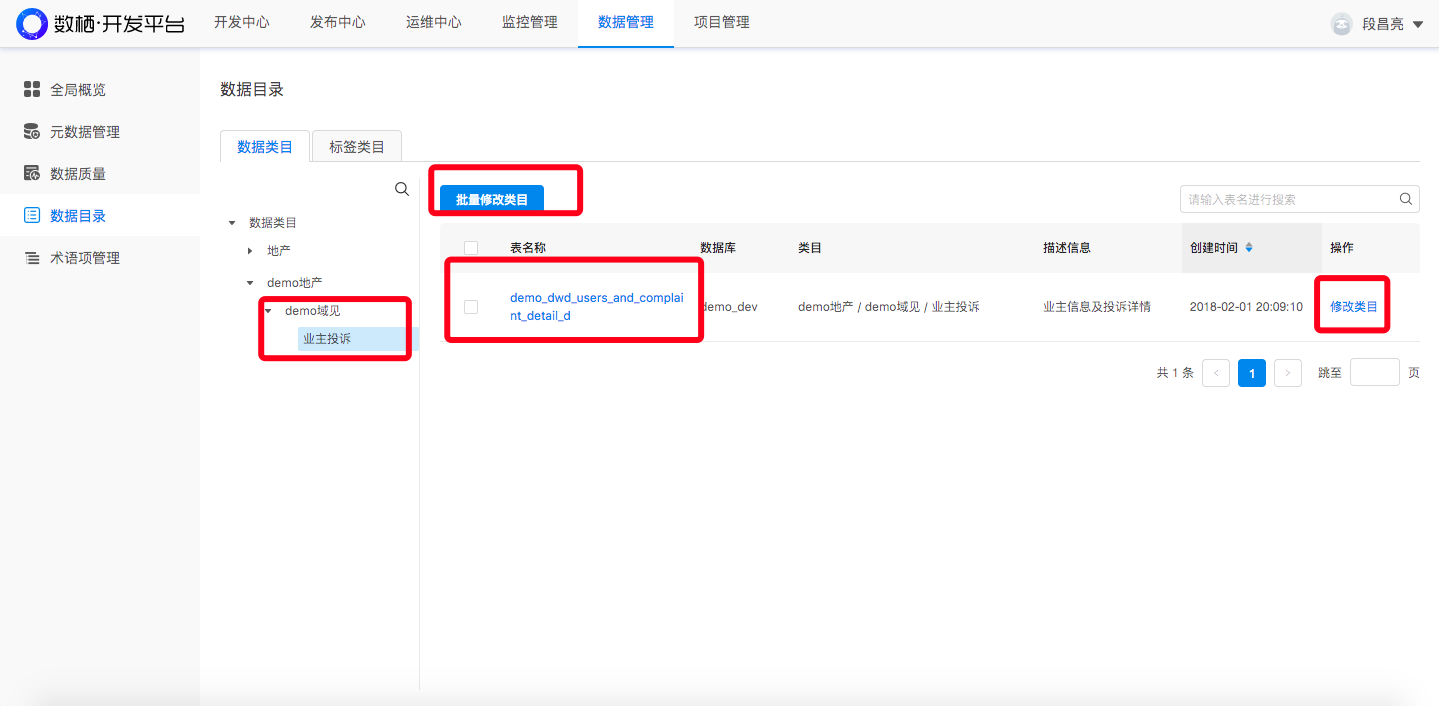 数栖·开发平台
开发中心
发布中心
运维中心
监控管理
数据管理
项目管理
段昌亮
全局概览
元数据管理
数据质量
数据目录
术语项管理
数据目录
数据类目
标签类目
数据类目
地产
demo地产
demo域见
业主投诉
批量修改类目
请输入表名进行搜索
表名称
数据库
类目
描述信息
创建时间
操作
demo_dwd_users_and_complai
nt_detail_d
demo_dev
demo地产 / demo域见 / 业主投诉
业主信息及投诉详情
2018-02-01 20:09:10
修改类目
共 1 条
1
跳至
页